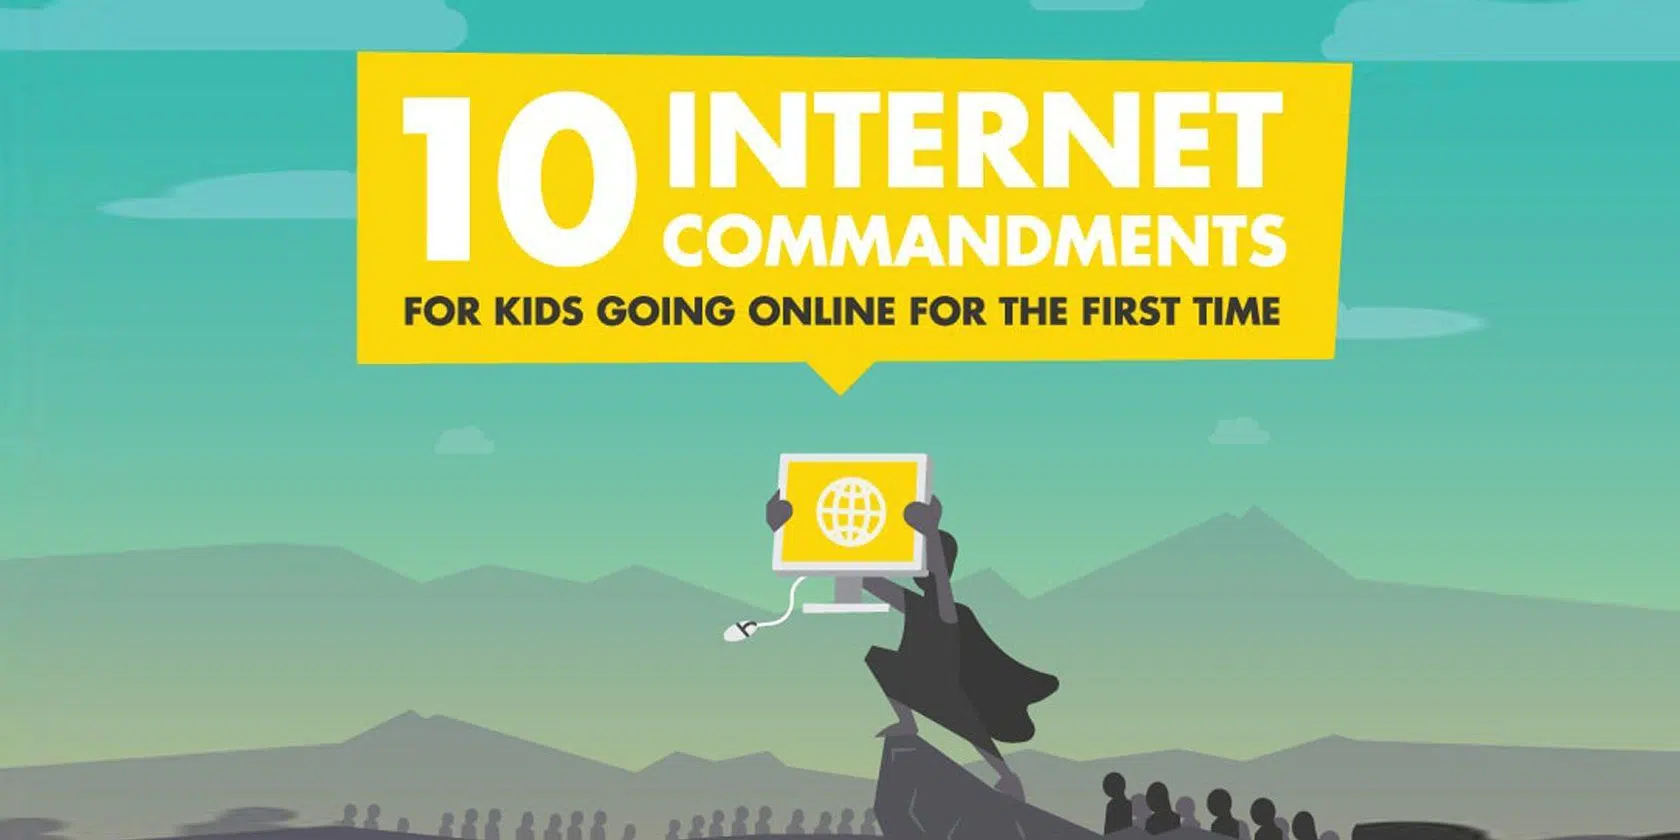 10 INTERNET
COMMANDMENTS
FOR KIDS GOING ONLINE FOR THE FIRST TIME